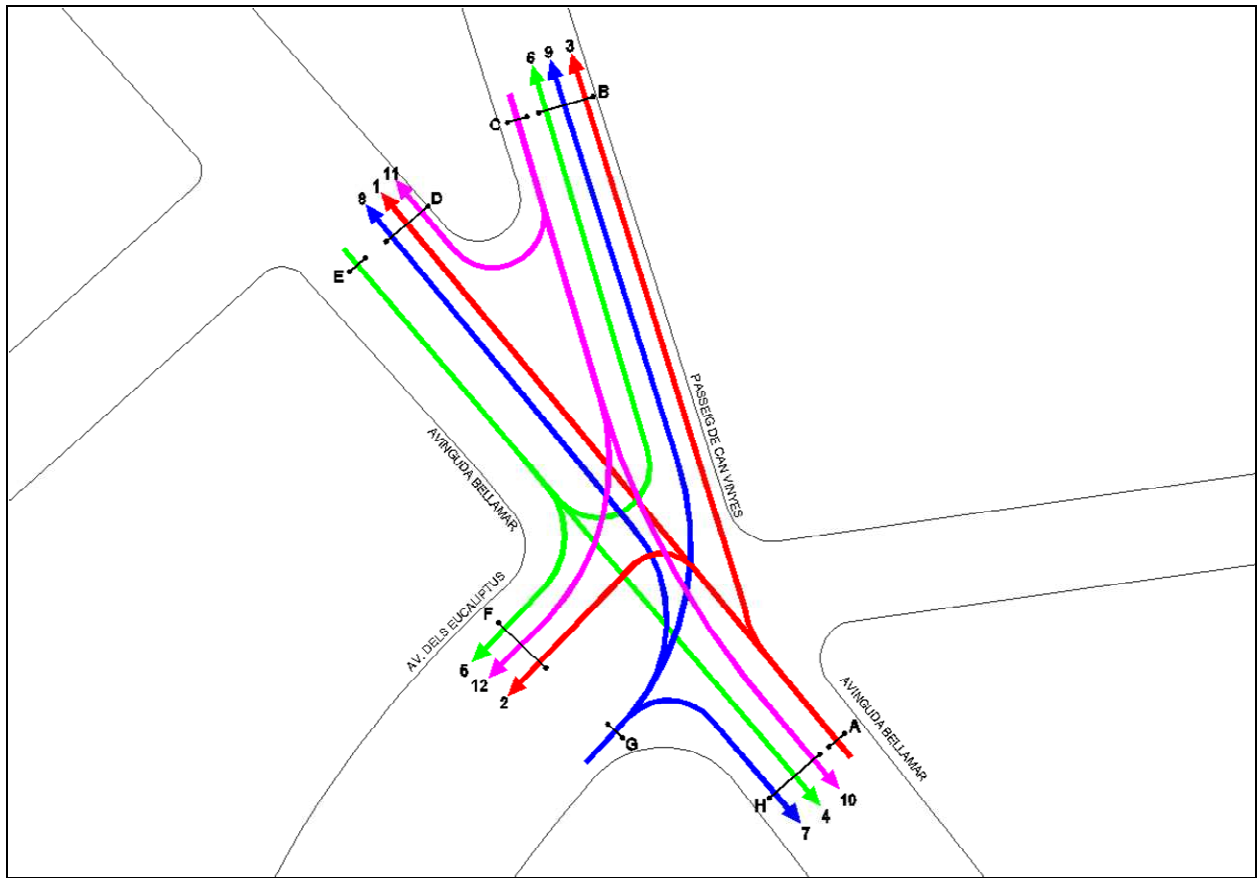 3
9
6
B
C
11
1
8
D
E
PASSEIG DE CAN VINYES
AVINGUDA BELLAMAR
AV. DELS EUCALIPTUS
F
5
12
2
AVINGUDA BELLAMAR
A
G
H
10
4
7